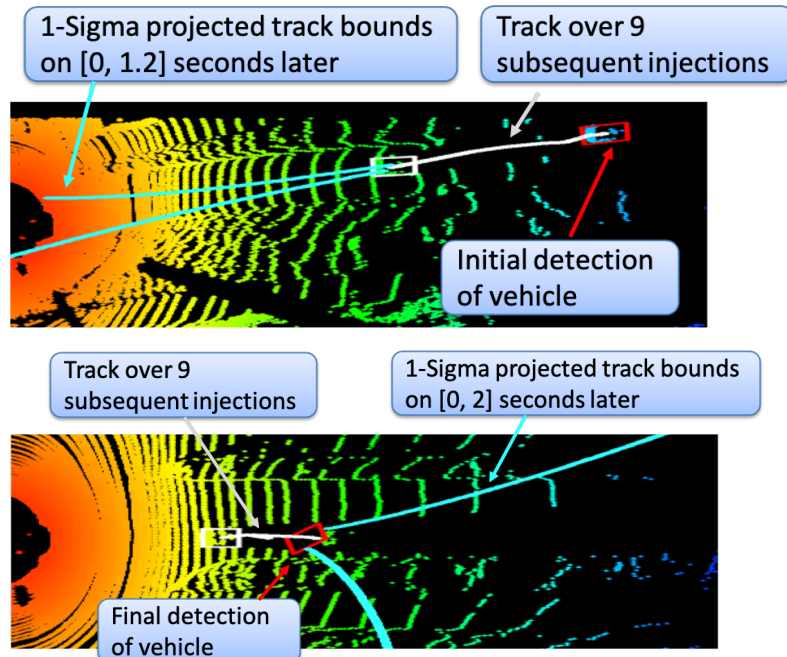 1-Sigma projected track bounds
on [0, 1.2] seconds later
Track over 9
subsequent injections
Initial detection
of vehicle
Track over 9
subsequent injections
1-Sigma projected track bounds
on [0, 2] seconds later
Final detection
of vehicle